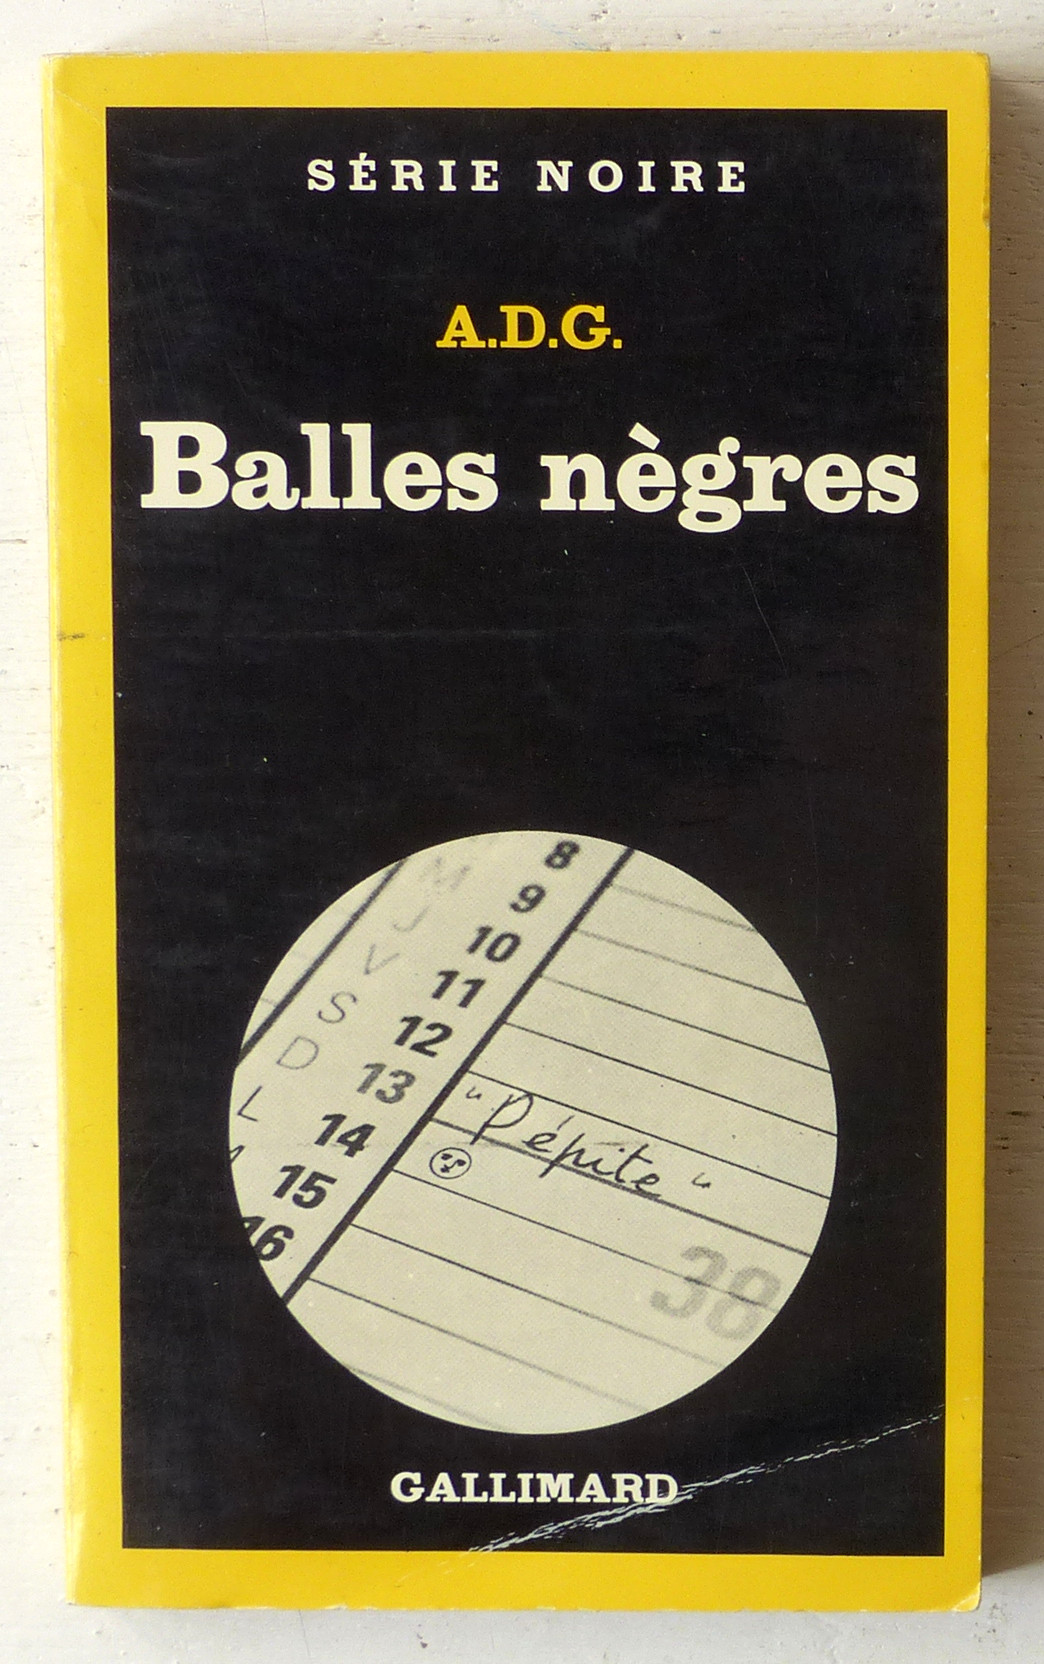 SÉRIE NOIRE
A.D.G.
Balles nègres
8
M 9
J 10
V 11
S 12
D 13
L 14
15
16
"Pépite"
38
GALLIMARD